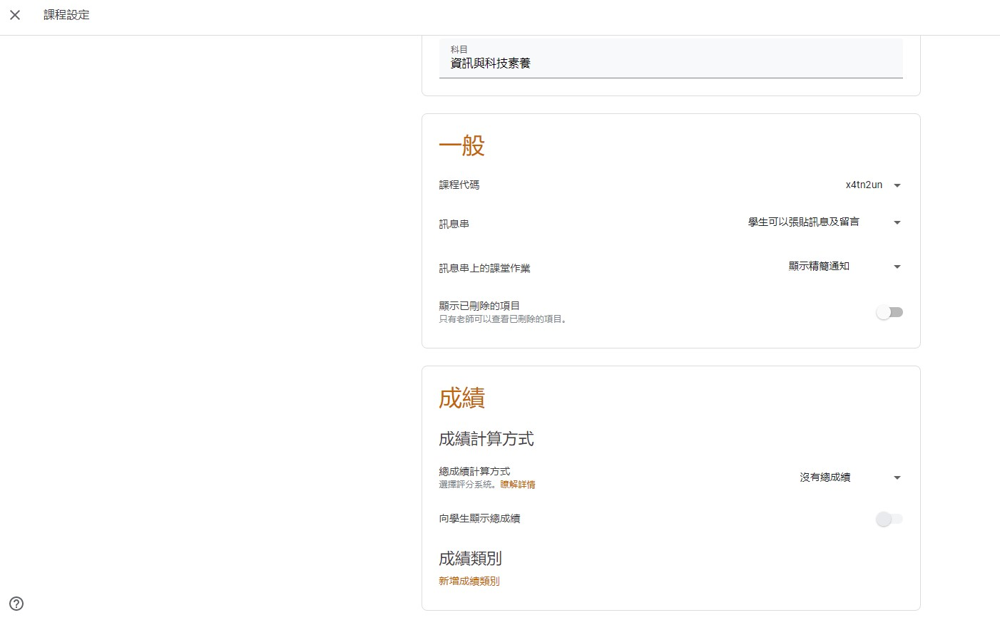 課程設定
科目
資訊與科技素養
一般
課程代碼
x4tn2un
訊息串
學生可以張貼訊息及留言
訊息串上的課堂作業
顯示精簡通知
顯示已刪除的項目
只有老師可以查看已刪除的項目。
成績
成績計算方式
總成績計算方式
選擇評分系統。瞭解詳情
沒有總成績
向學生顯示總成績
成績類別
新增成績類別